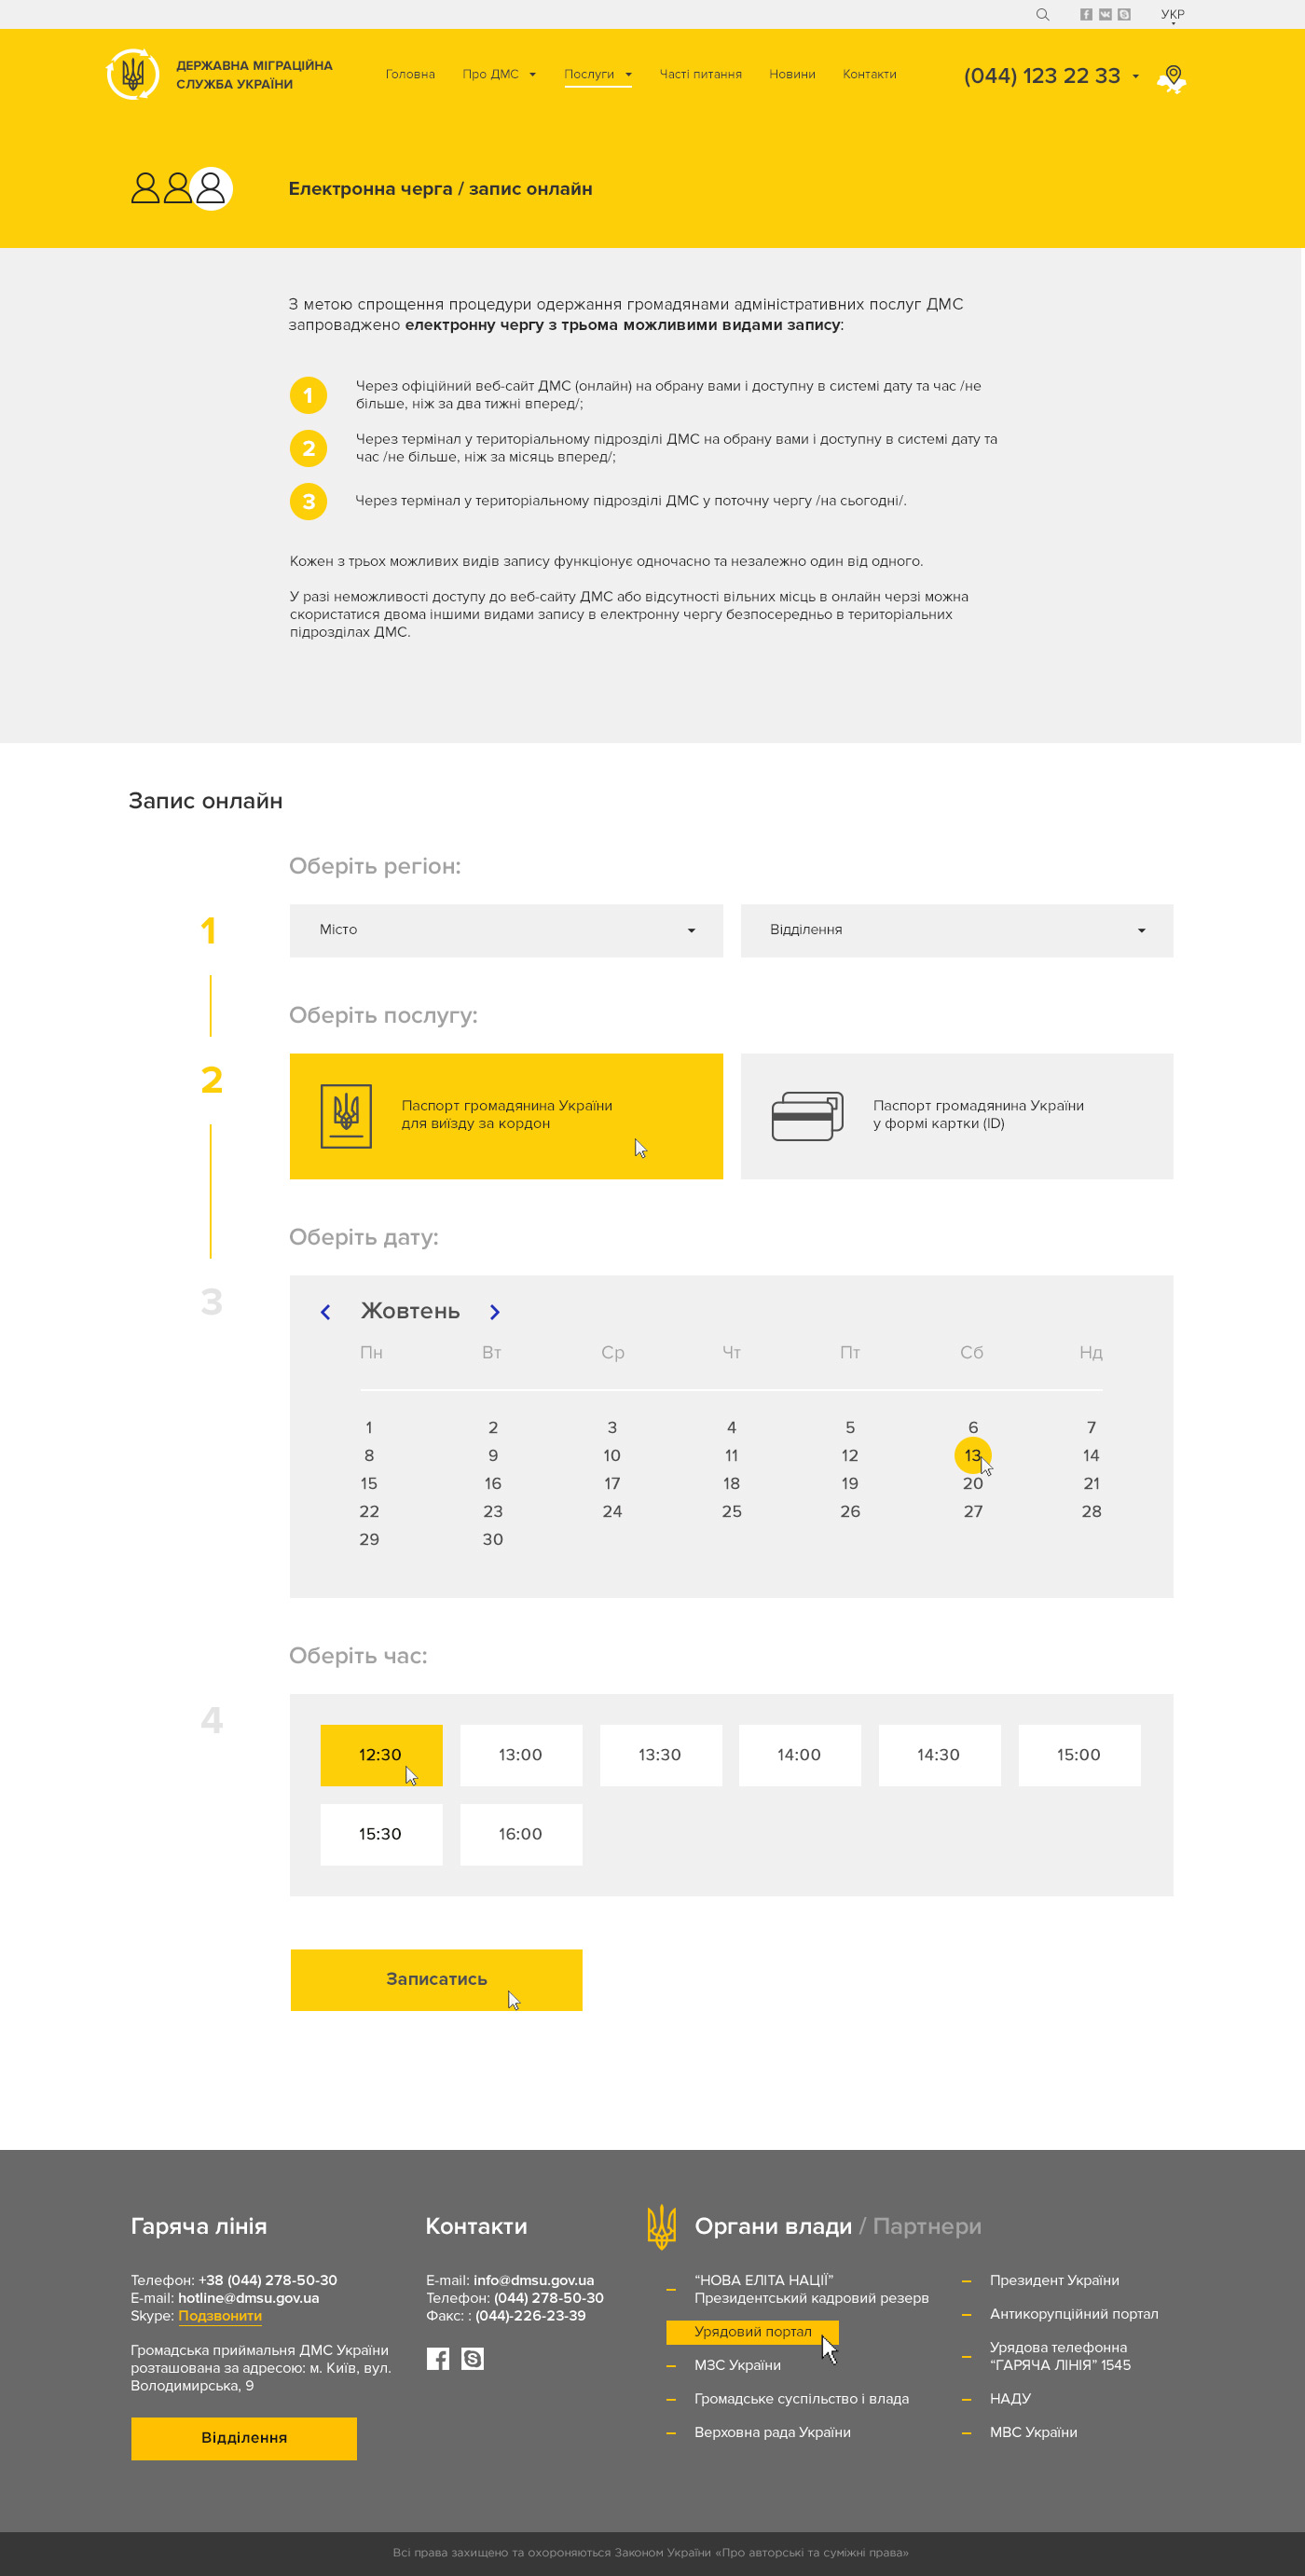 УКР
ДЕРЖАВНА МІГРАЦІЙНА
СЛУЖБА УКРАЇНИ
Головна Про ДМС Послуги Часті питання Новини Контакти
(044) 123 22 33
Електронна черга / запис онлайн
З метою спрощення процедури одержання громадянами адміністративних послуг ДМС
запроваджено електронну чергу з трьома можливими видами запису:
1
Через офіційний веб-сайт ДМС (онлайн) на обрану вами і доступну в системі дату та час /не
більше, ніж за два тижні вперед/;
2
Через термінал у територіальному підрозділі ДМС на обрану вами і доступну в системі дату та
час /не більше, ніж за місяць вперед/;
3
Через термінал у територіальному підрозділі ДМС у поточну чергу /на сьогодні/.
Кожен з трьох можливих видів запису функціонує одночасно та незалежно один від одного.
У разі неможливості доступу до веб-сайту ДМС або відсутності вільних місць в онлайн черзі можна
скористатися двома іншими видами запису в електронну чергу безпосередньо в територіальних
підрозділах ДМС.
Запис онлайн
Оберіть регіон:
1
Місто Відділення
Оберіть послугу:
2
Паспорт громадянина України
для виїзду за кордон
Паспорт громадянина України
у формі картки (ID)
Оберіть дату:
3
Жовтень
Пн Вт Ср Чт Пт Сб Нд
1 2 3 4 5 6 7
8 9 10 11 12 13 14
15 16 17 18 19 20 21
22 23 24 25 26 27 28
29 30
Оберіть час:
4
12:30 13:00 13:30 14:00 14:30 15:00
15:30 16:00
Записатись
Гаряча лінія
Телефон: +38 (044) 278-50-30
E-mail: hotline@dmsu.gov.ua
Skype: Подзвонити
Громадська приймальня ДМС України
розташована за адресою: м. Київ, вул.
Володимирська, 9
Відділення
Контакти
E-mail: info@dmsu.gov.ua
Телефон: (044) 278-50-30
Факс: : (044)-226-23-39
Органи влади / Партнери
“НОВА ЕЛІТА НАЦІЇ”
Президентський кадровий резерв
Урядовий портал
МЗС України
Громадське суспільство і влада
Верховна рада України
Президент України
Антикорупційний портал
Урядова телефонна
“ГАРЯЧА ЛІНІЯ” 1545
НАДУ
МВС України
Всі права захищено та охороняються Законом України «Про авторські та суміжні права»